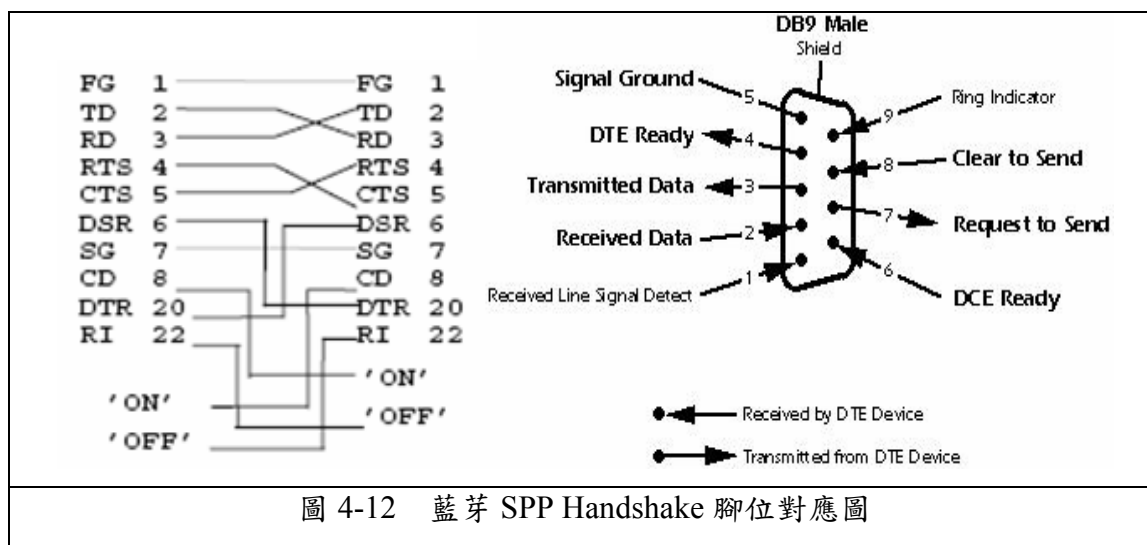 FG 1 FG 1
TD 2 TD 2
RD 3 RD 3
RTS 4 RTS 4
CTS 5 CTS 5
DSR 6 DSR 6
SG 7 SG 7
CD 8 CD 8
DTR 20 DTR 20
RI 22 RI 22
'ON'
'ON'
'OFF'
'OFF'
DB9 Male
Shield
Signal Ground 5
9 Ring Indicator
DTE Ready 4
8 Clear to Send
Transmitted Data 3
7 Request to Send
Received Data 2
6
DCE Ready
Received Line Signal Detect 1
Received by DTE Device
Transmitted from DTE Device
圖 4-12 藍芽 SPP Handshake 腳位對應圖